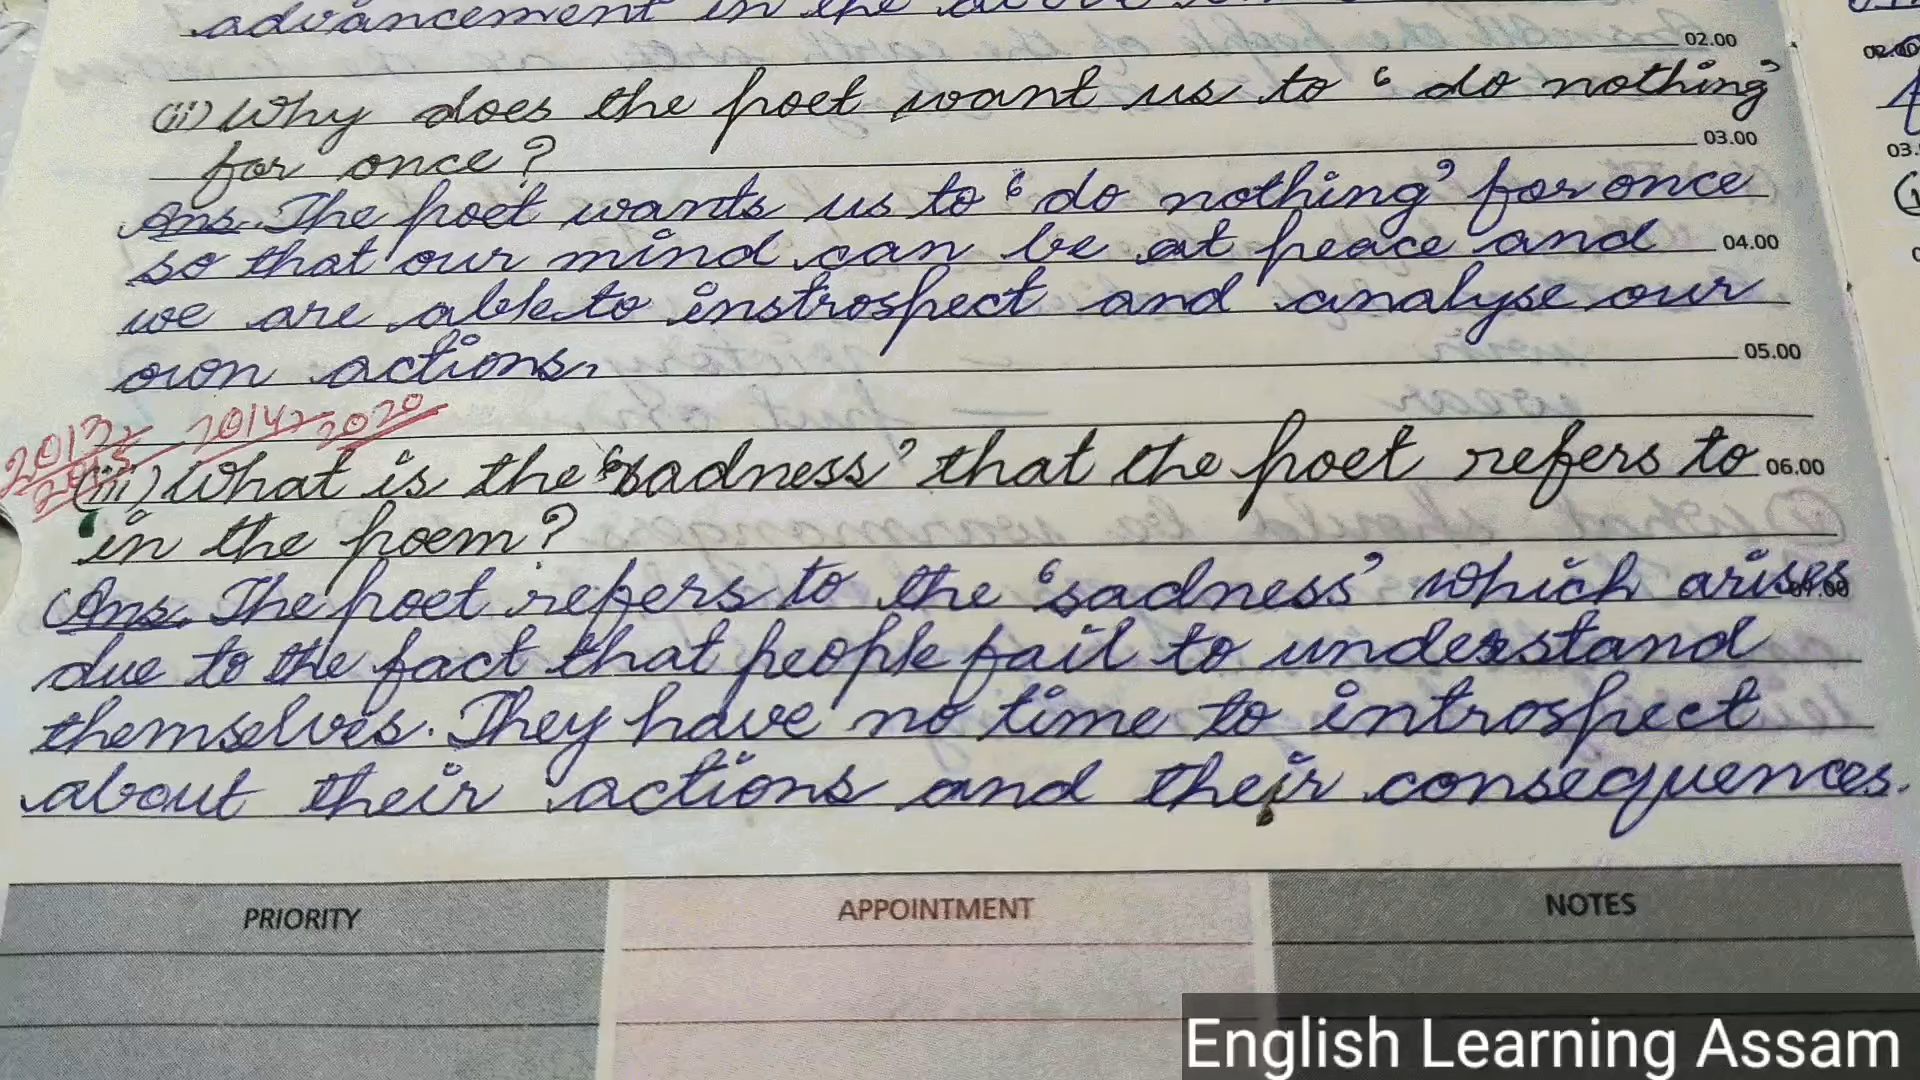 advancement in the
02.00
(ii) Why does the poet want us to ' do nothing'
for once?
03.00
Ans. The poet wants us to 'do nothing' for once
so that our mind can be at peace and
04.00
we are able to instrospect and analyse our
own actions.
05.00
2013, 2014, 2020
(iii) What is the 'sadness' that the poet refers to
06.00
in the poem?
Ans. The poet refers to the 'sadness' which arises
due to the fact that people fail to understand
themselves. They have no time to introspect
about their actions and their consequences.
PRIORITY
APPOINTMENT
NOTES
English Learning Assam